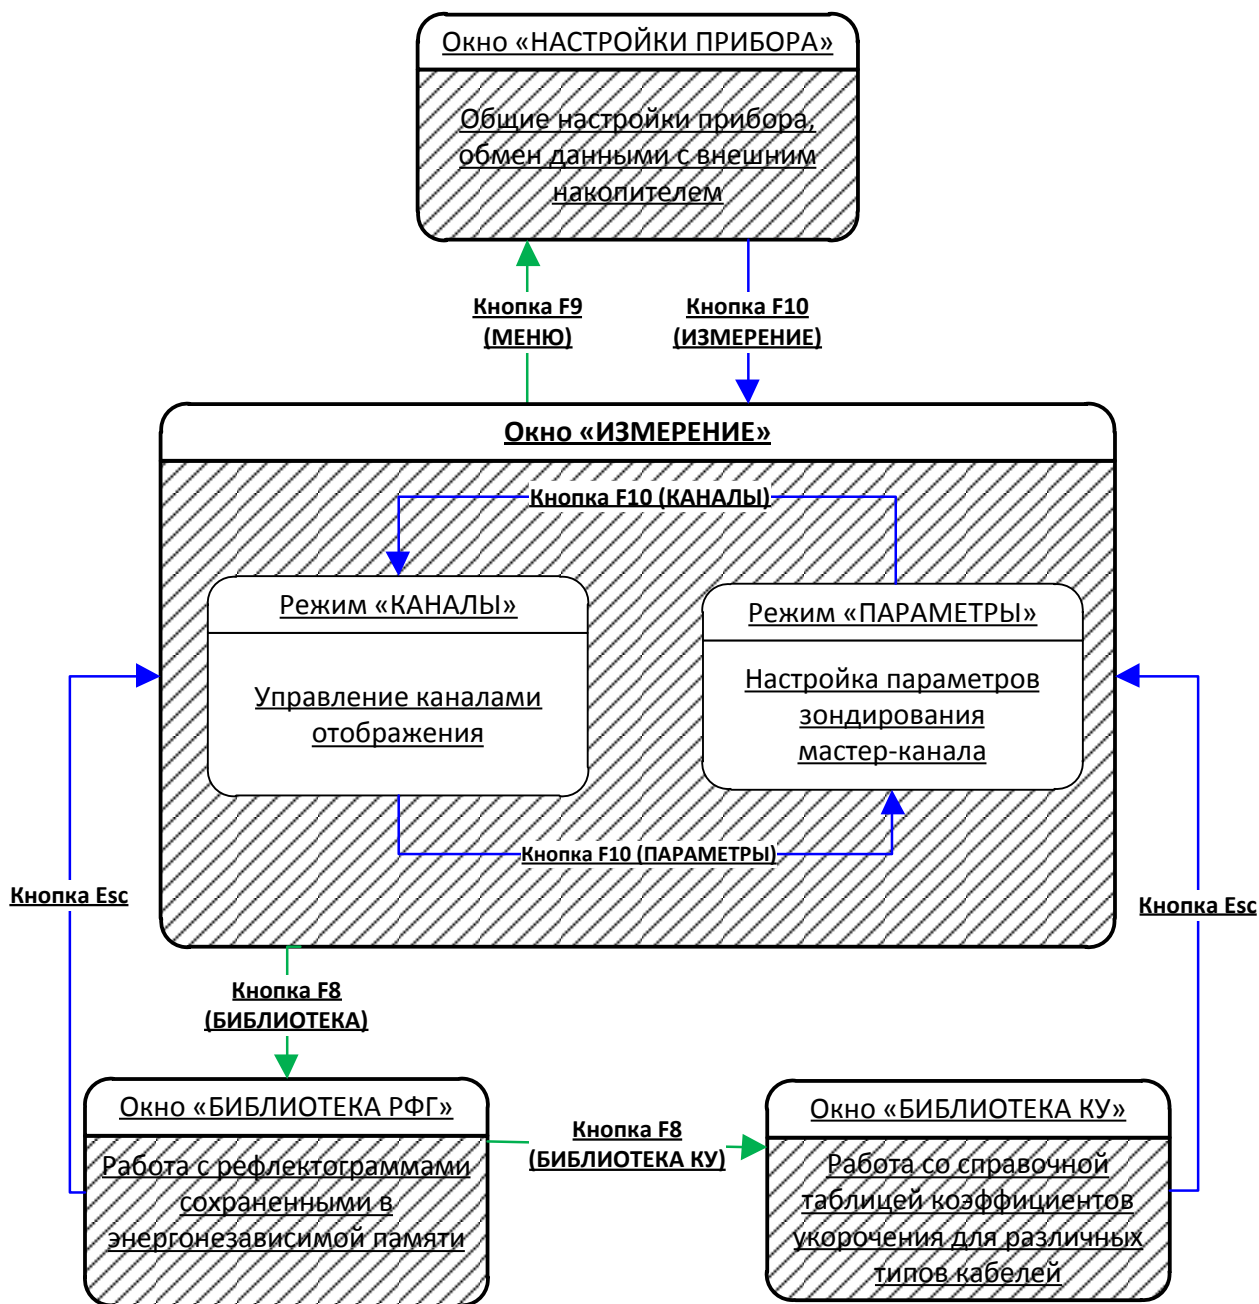 Окно «НАСТРОЙКИ ПРИБОРА»
Общие настройки прибора,
обмен данными с внешним
накопителем
Кнопка F9
(МЕНЮ)
Кнопка F10
(ИЗМЕРЕНИЕ)
Окно «ИЗМЕРЕНИЕ»
Кнопка F10 (КАНАЛЫ)
Режим «КАНАЛЫ»
Управление каналами
отображения
Режим «ПАРАМЕТРЫ»
Настройка параметров
зондирования
мастер-канала
Кнопка F10 (ПАРАМЕТРЫ)
Кнопка Esc
Кнопка Esc
Кнопка F8
(БИБЛИОТЕКА)
Окно «БИБЛИОТЕКА РФГ»
Работа с рефлектограммами
сохраненными в
энергонезависимой памяти
Кнопка F8
(БИБЛИОТЕКА КУ)
Окно «БИБЛИОТЕКА КУ»
Работа со справочной
таблицей коэффициентов
укорочения для различных
типов кабелей